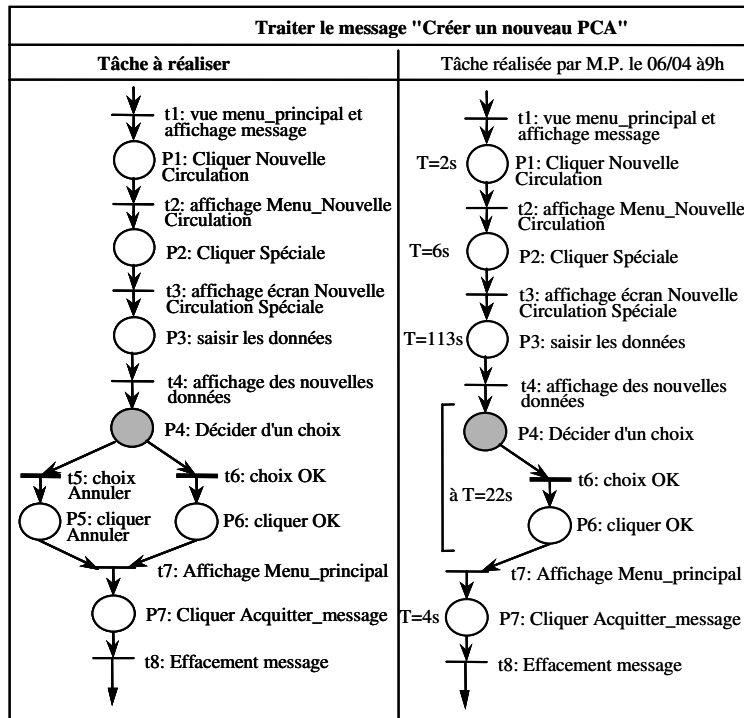 Traiter le message "Créer un nouveau PCA"
Tâche à réaliser
t1: vue menu_principal et
affichage message
P1: Cliquer Nouvelle
Circulation
t2: affichage Menu_Nouvelle
Circulation
P2: Cliquer Spéciale
t3: affichage écran Nouvelle
Circulation Spéciale
P3: saisir les données
t4: affichage des nouvelles
données
P4: Décider d'un choix
t5: choix
Annuler
t6: choix OK
P5: cliquer
Annuler
P6: cliquer OK
t7: Affichage Menu_principal
P7: Cliquer Acquitter_message
t8: Effacement message
Tâche réalisée par M.P. le 06/04 à9h
t1: vue menu_principal et
affichage message
T=2s
P1: Cliquer Nouvelle
Circulation
t2: affichage Menu_Nouvelle
Circulation
T=6s
P2: Cliquer Spéciale
t3: affichage écran Nouvelle
Circulation Spéciale
T=113s
P3: saisir les données
t4: affichage des nouvelles
données
P4: Décider d'un choix
t6: choix OK
à T=22s
P6: cliquer OK
t7: Affichage Menu_principal
T=4s
P7: Cliquer Acquitter_message
t8: Effacement message